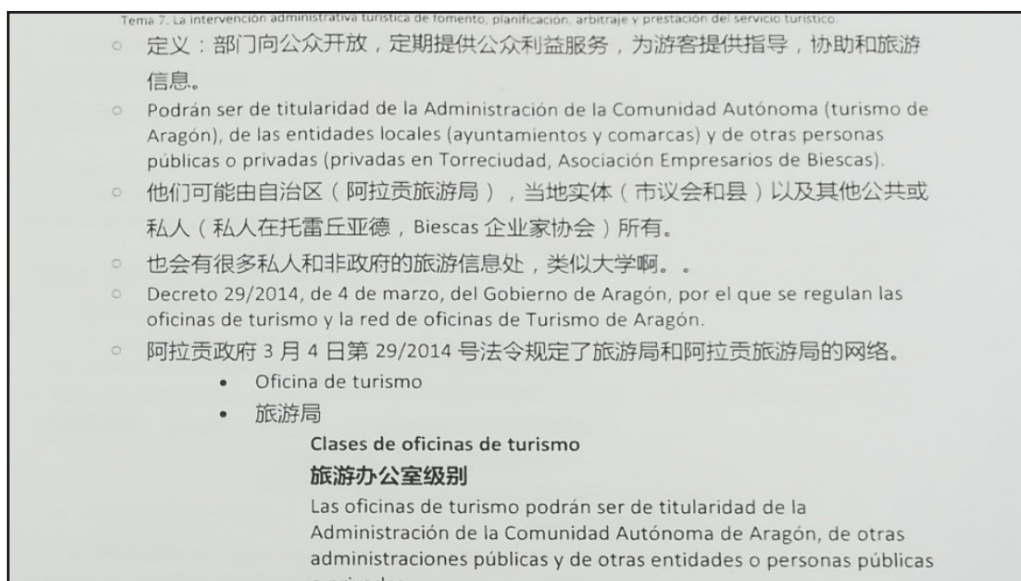 Tema 7. La intervención administrativa turística de fomento, planificación, arbitraje y prestación del servicio turístico.
○ 定义：部门向公众开放，定期提供公众利益服务，为游客提供指导，协助和旅游
信息。
○ Podrán ser de titularidad de la Administración de la Comunidad Autónoma (turismo de
Aragón), de las entidades locales (ayuntamientos y comarcas) y de otras personas
públicas o privadas (privadas en Torreciudad, Asociación Empresarios de Biescas).
○ 他们可能由自治区（阿拉贡旅游局），当地实体（市议会和县）以及其他公共或
私人（私人在托雷丘亚德，Biescas 企业家协会）所有。
○ 也会有很多私人和非政府的旅游信息处，类似大学啊。。
○ Decreto 29/2014, de 4 de marzo, del Gobierno de Aragón, por el que se regulan las
oficinas de turismo y la red de oficinas de Turismo de Aragón.
○ 阿拉贡政府 3 月 4 日第 29/2014 号法令规定了旅游局和阿拉贡旅游局的网络。
• Oficina de turismo
• 旅游局
Clases de oficinas de turismo
旅游办公室级别
Las oficinas de turismo podrán ser de titularidad de la
Administración de la Comunidad Autónoma de Aragón, de otras
administraciones públicas y de otras entidades o personas públicas